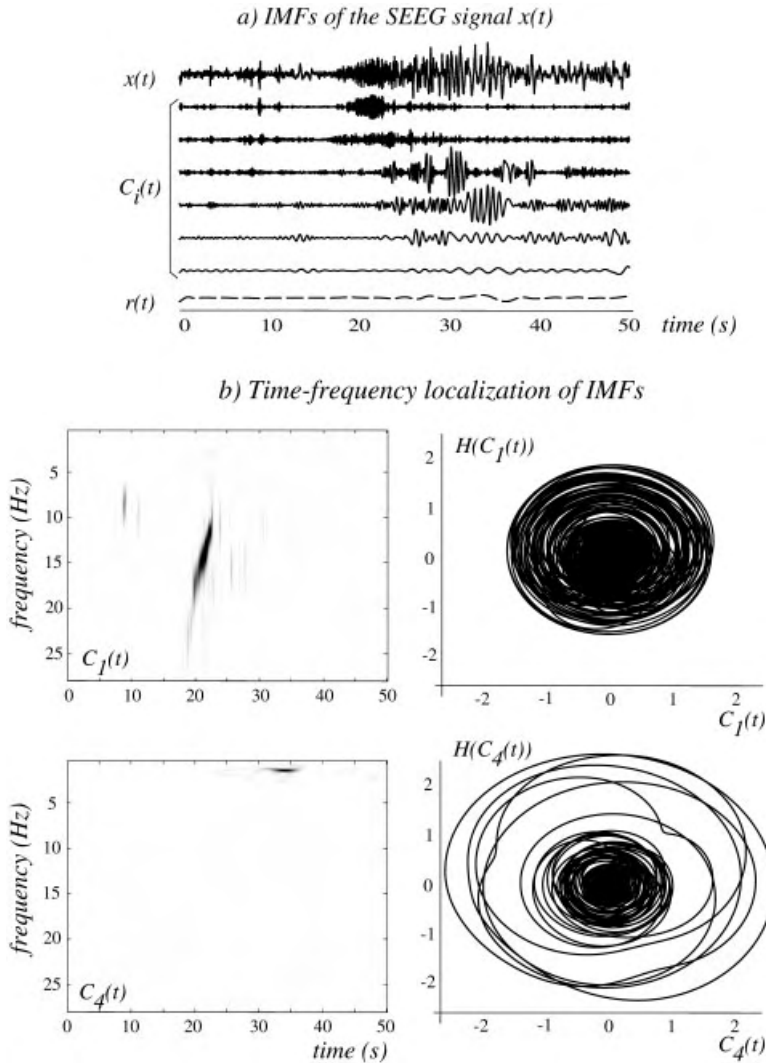 a) IMFs of the SEEG signal x(t)
x(t)
C_i(t)
r(t)
0 10 20 30 40 50 time (s)
b) Time-frequency localization of IMFs
frequency (Hz)
5
10
15
20
25
C_1(t)
0 10 20 30 40 50
H(C_1(t))
2
1
0
-1
-2
-2 -1 0 1 2
C_1(t)
frequency (Hz)
5
10
15
20
25
C_4(t)
0 10 20 30 40 50
time (s)
H(C_4(t))
2
1
0
-1
-2
-2 -1 0 1 2
C_4(t)